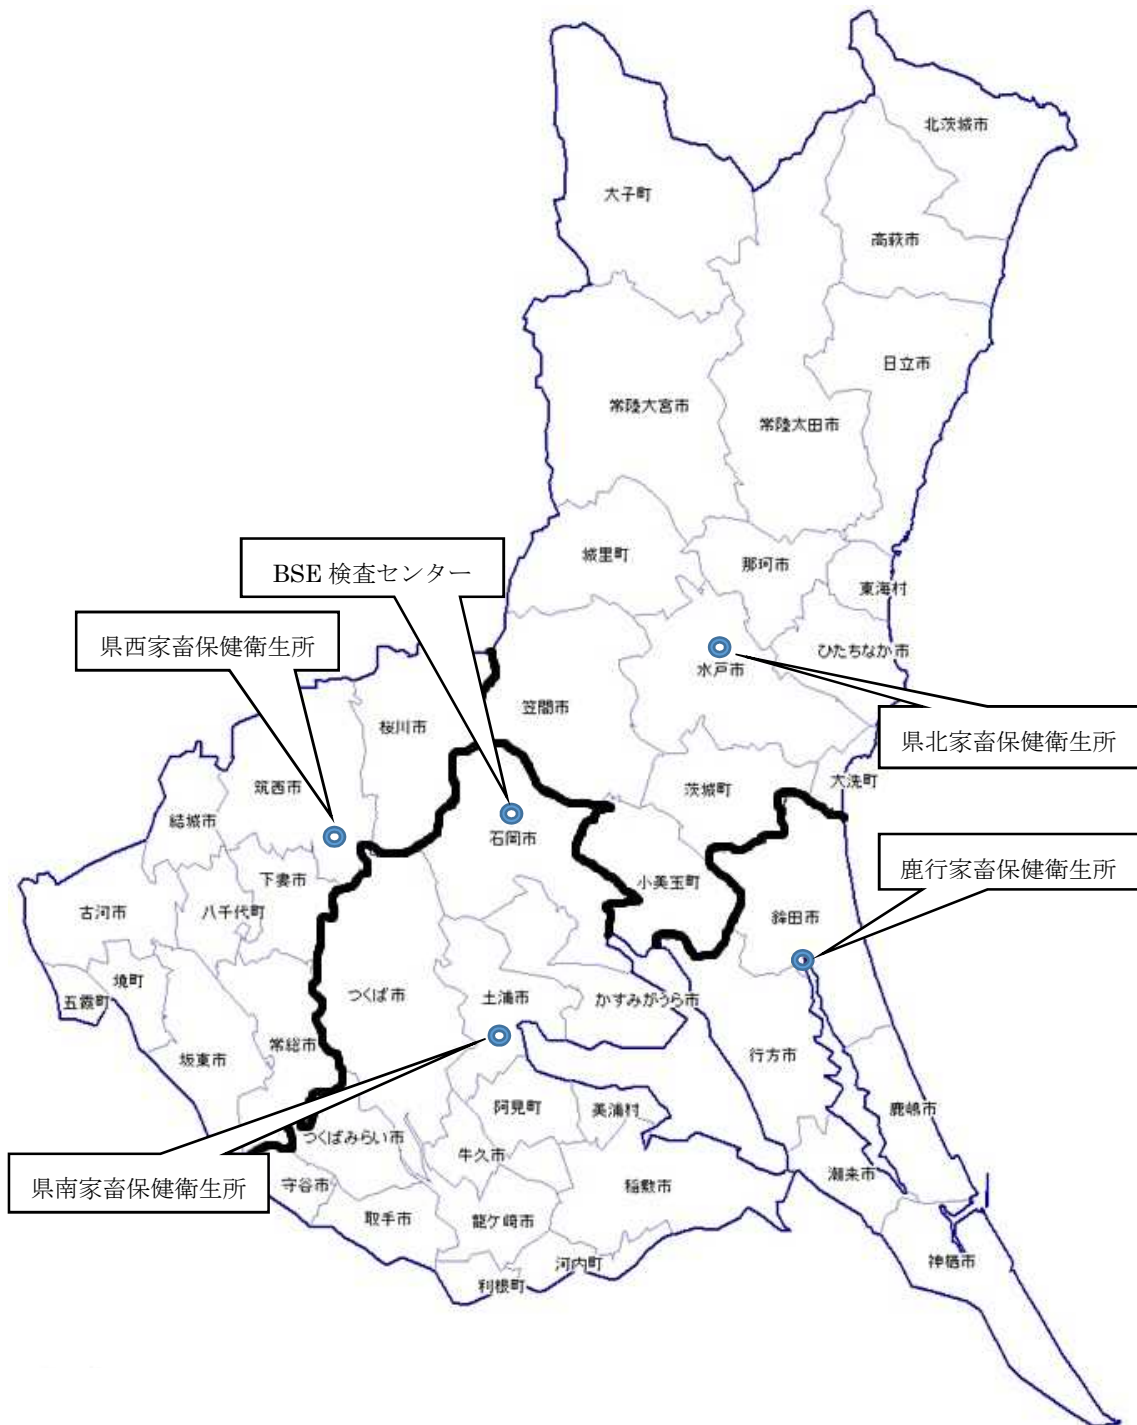 北茨城市
大子町
高萩市
日立市
常陸大宮市
常陸太田市
城里町
那珂市
東海村
BSE 検査センター
県西家畜保健衛生所
ひたちなか市
水戸市
笠間市
桜川市
県北家畜保健衛生所
大洗町
茨城町
筑西市
結城市
石岡市
鹿行家畜保健衛生所
下妻市
小美玉町
古河市
八千代町
鉾田市
境町
五霞町
つくば市
土浦市
かすみがうら市
常総市
坂東市
行方市
阿見町
美浦村
鹿嶋市
つくばみらい市
牛久市
県南家畜保健衛生所
守谷市
稲敷市
潮来市
取手市
龍ケ崎市
河内町
神栖市
利根町